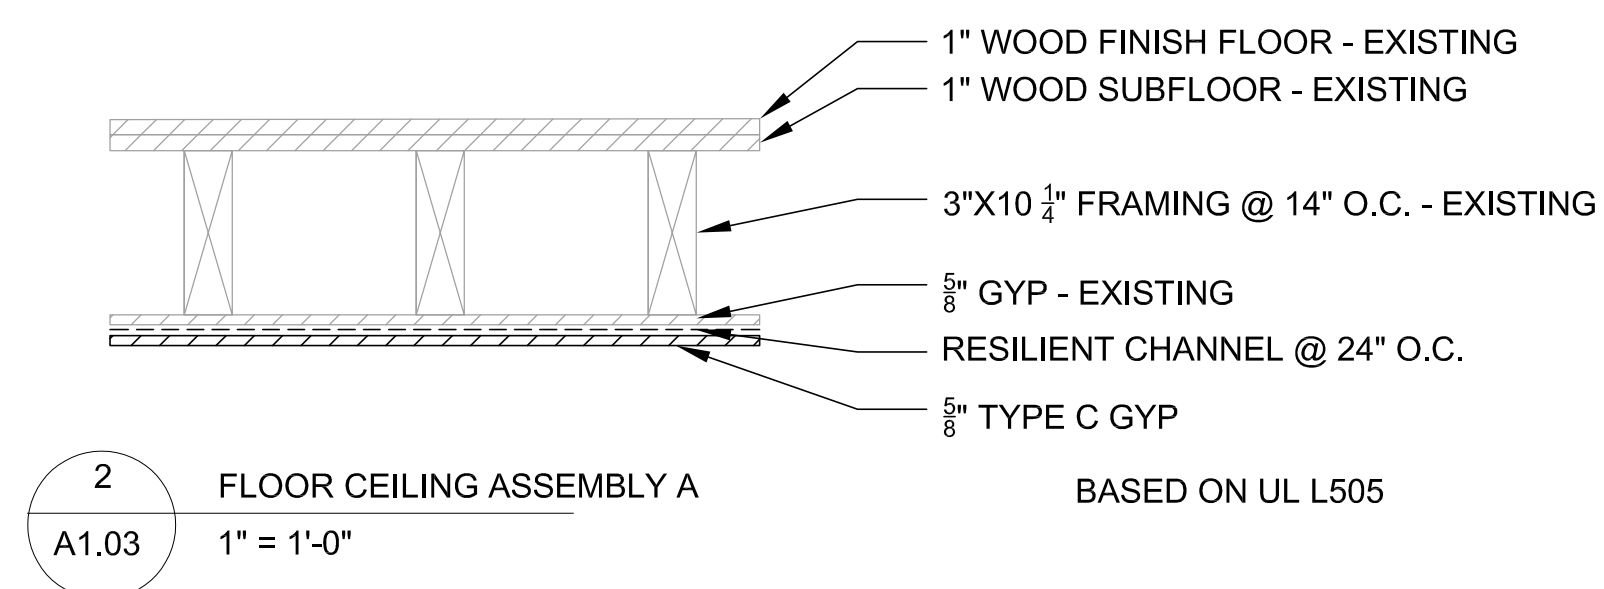 1" WOOD FINISH FLOOR - EXISTING
1" WOOD SUBFLOOR - EXISTING
3"X10 1/4" FRAMING @ 14" O.C. - EXISTING
5/8" GYP - EXISTING
RESILIENT CHANNEL @ 24" O.C.
5/8" TYPE C GYP
2
FLOOR CEILING ASSEMBLY A
BASED ON UL L505
A1.03
1" = 1'-0"